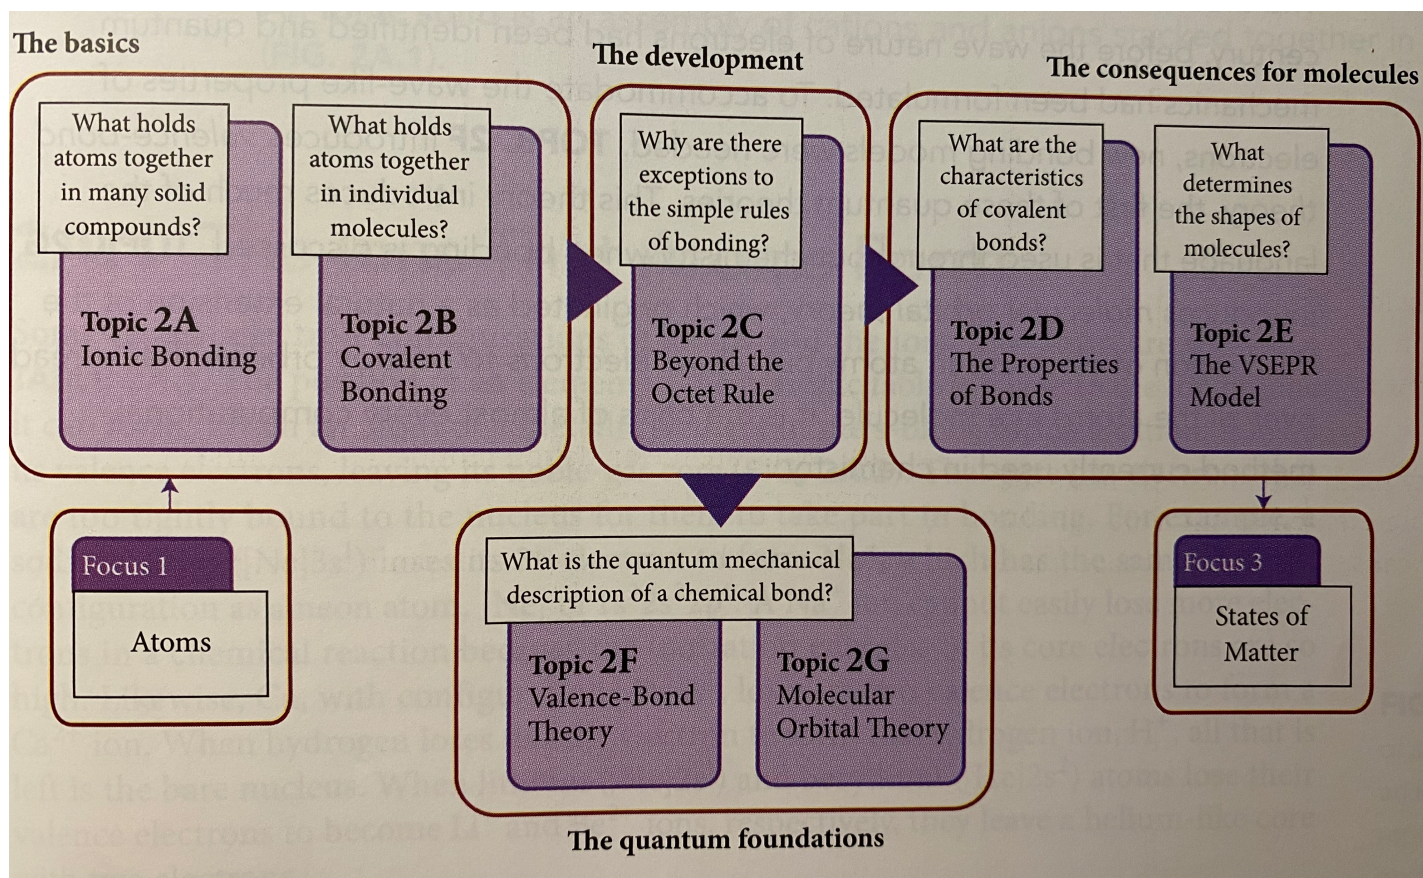 The basics
What holds
atoms together
in many solid
compounds?
Topic 2A
Ionic Bonding
What holds
atoms together
in individual
molecules?
Topic 2B
Covalent
Bonding
The development
Why are there
exceptions to
the simple rules
of bonding?
Topic 2C
Beyond the
Octet Rule
The consequences for molecules
What are the
characteristics
of covalent
bonds?
Topic 2D
The Properties
of Bonds
What
determines
the shapes of
molecules?
Topic 2E
The VSEPR
Model
Focus 1
Atoms
What is the quantum mechanical
description of a chemical bond?
Topic 2F
Valence-Bond
Theory
Topic 2G
Molecular
Orbital Theory
The quantum foundations
Focus 3
States of
Matter